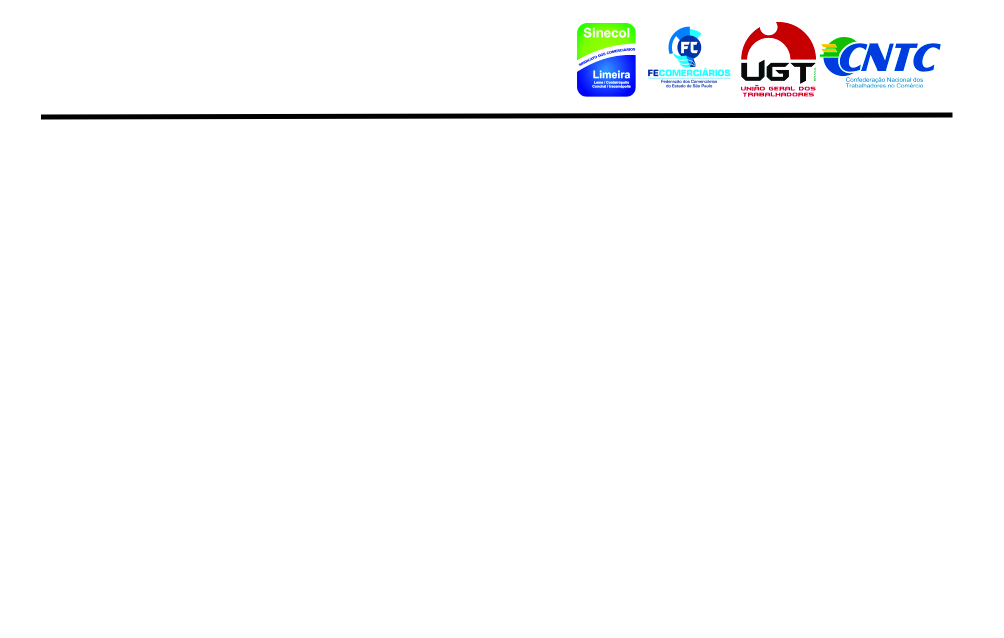 Sinecol
SINDICATO DOS COMERCIÁRIOS
Limeira
Leme / Cordeirópolis
Conchal / Iracemápolis
FC
FECOMERCIÁRIOS
Federação dos Comerciários
do Estado de São Paulo
UGT
UNIÃO GERAL DOS
TRABALHADORES
CNTC
Confederação Nacional dos
Trabalhadores no Comércio